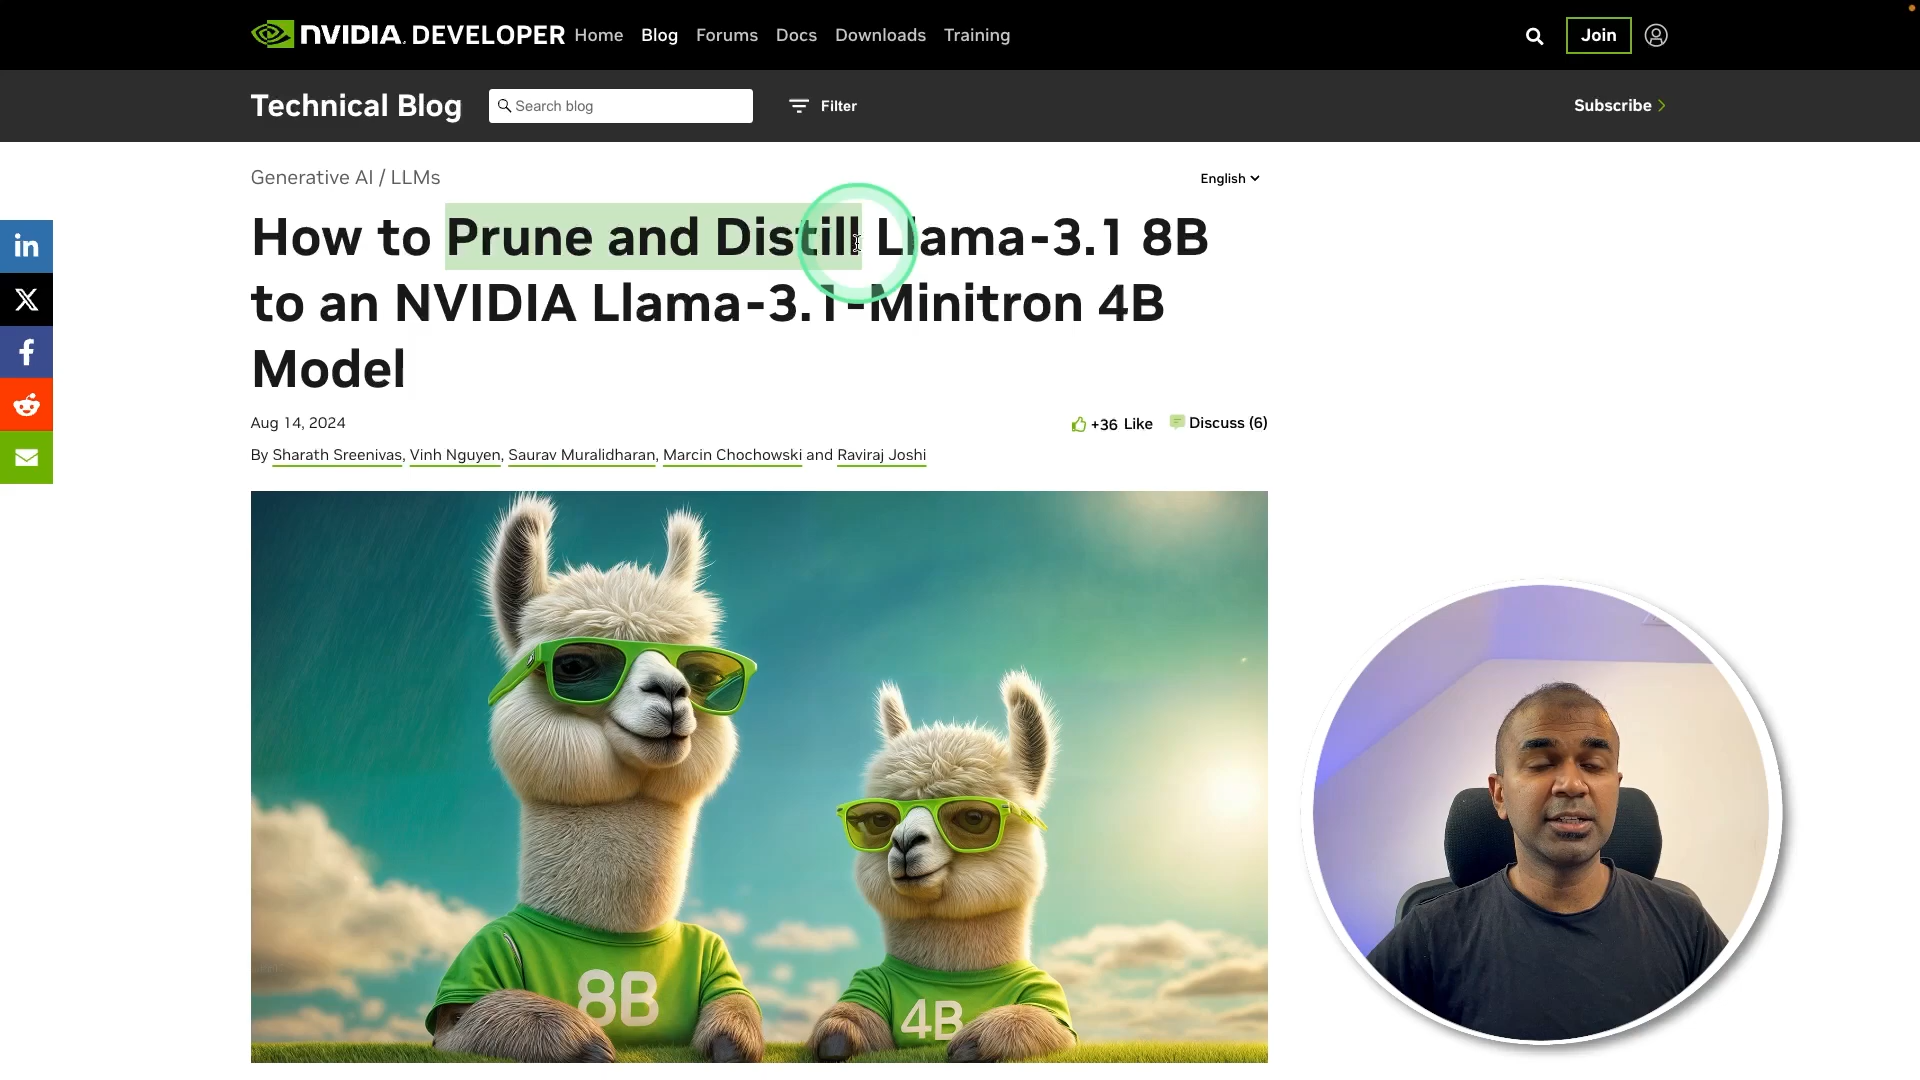 NVIDIA. DEVELOPER Home Blog Forums Docs Downloads Training Join
Technical Blog Search blog Filter Subscribe
Generative AI / LLMs English
How to Prune and Distill Llama-3.1 8B
to an NVIDIA Llama-3.1-Minitron 4B
Model
Aug 14, 2024 +36 Like Discuss (6)
By Sharath Sreenivas, Vinh Nguyen, Saurav Muralidharan, Marcin Chochowski and Raviraj Joshi
in
X
f
8B
4B